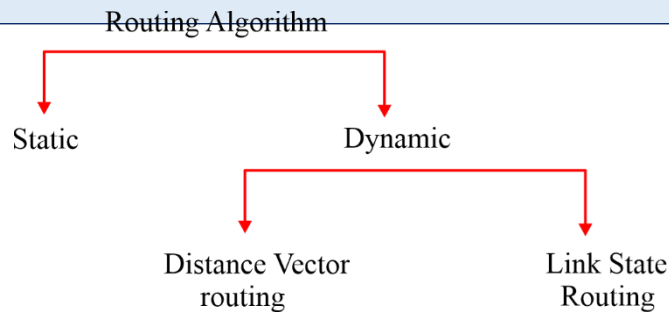 Routing Algorithm
Static
Dynamic
Distance Vector
routing
Link State
Routing